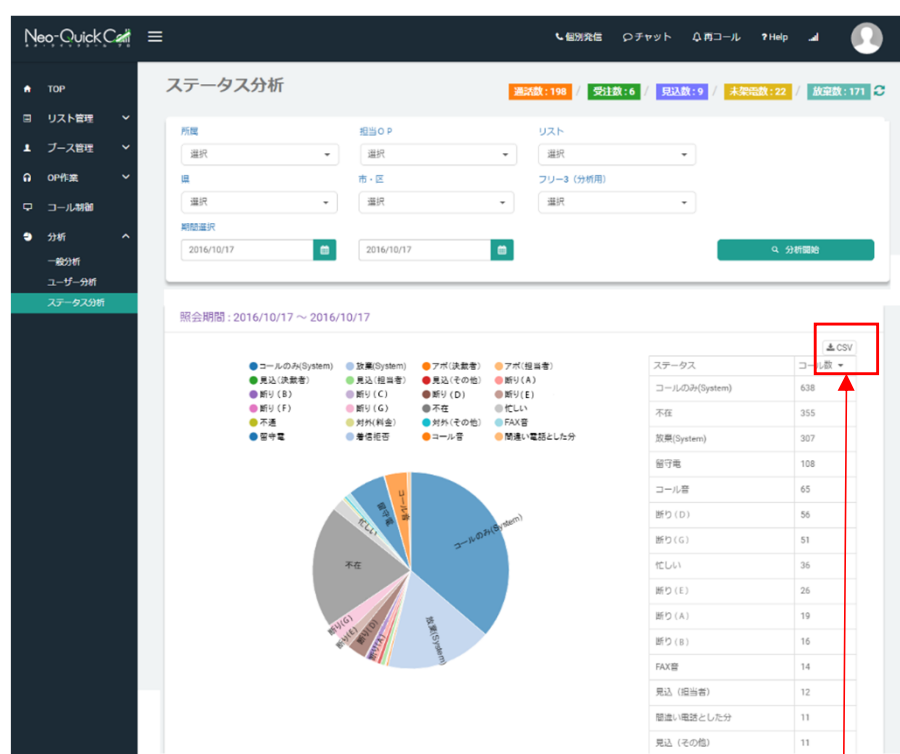 Neo-QuickCall
個別発信 チャット 再コール ?Help
TOP
リスト管理
ブース管理
OP作業
コール制御
分析
一般分析
ユーザー分析
ステータス分析
ステータス分析
通話数 : 198 / 受注数 : 6 / 見込数 : 9 / 未架電数 : 22 / 放棄数 : 171
所属 担当OP リスト
選択 選択 選択
県 市・区 フリー3（分析用）
選択 選択 選択
期間選択
2016/10/17 2016/10/17 分析開始
照会期間 : 2016/10/17 ～ 2016/10/17
CSV
コールのみ(System) 放棄(System) アポ(決裁者) アポ(担当者)
見込(決裁者) 見込(担当者) 見込(その他) 断り(A)
断り(B) 断り(C) 断り(D) 断り(E)
断り(F) 断り(G) 不在 忙しい
不通 対外(料金) 対外(その他) FAX音
留守電 着信拒否 コール音 間違い電話とした分
コールのみ(System)
放棄(System)
断り(A)
断り(D)
断り(E)
断り(G)
不在
忙しい
留守電
コール音
ステータス コール数
コールのみ(System) 638
不在 355
放棄(System) 307
留守電 108
コール音 65
断り(D) 56
断り(G) 51
忙しい 36
断り(E) 26
断り(A) 19
断り(B) 16
FAX音 14
見込（担当者） 12
間違い電話とした分 11
見込（その他） 11